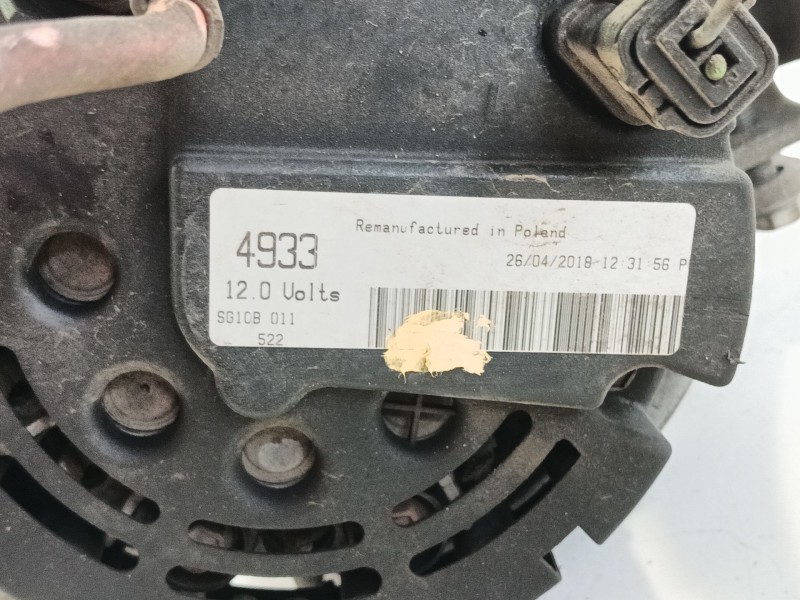 Remanufactured in Poland
4933
26/04/2018-12 31 56 P
12.0 Volts
SG10B 011
522